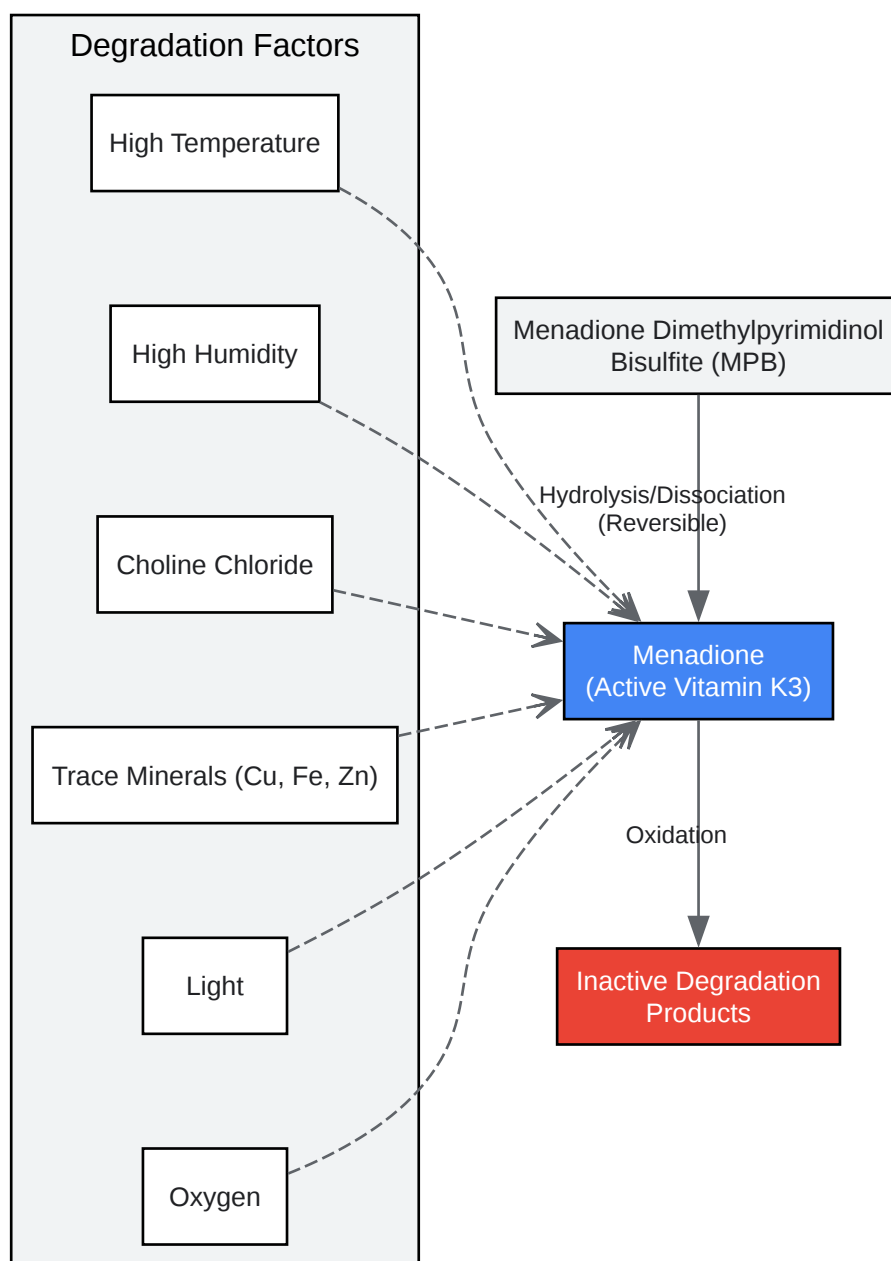 Degradation Factors
High Temperature
High Humidity
Choline Chloride
Trace Minerals (Cu, Fe, Zn)
Light
Oxygen
Menadione Dimethylpyrimidinol
Bisulfite (MPB)
Hydrolysis/Dissociation
(Reversible)
Menadione
(Active Vitamin K3)
Oxidation
Inactive Degradation
Products